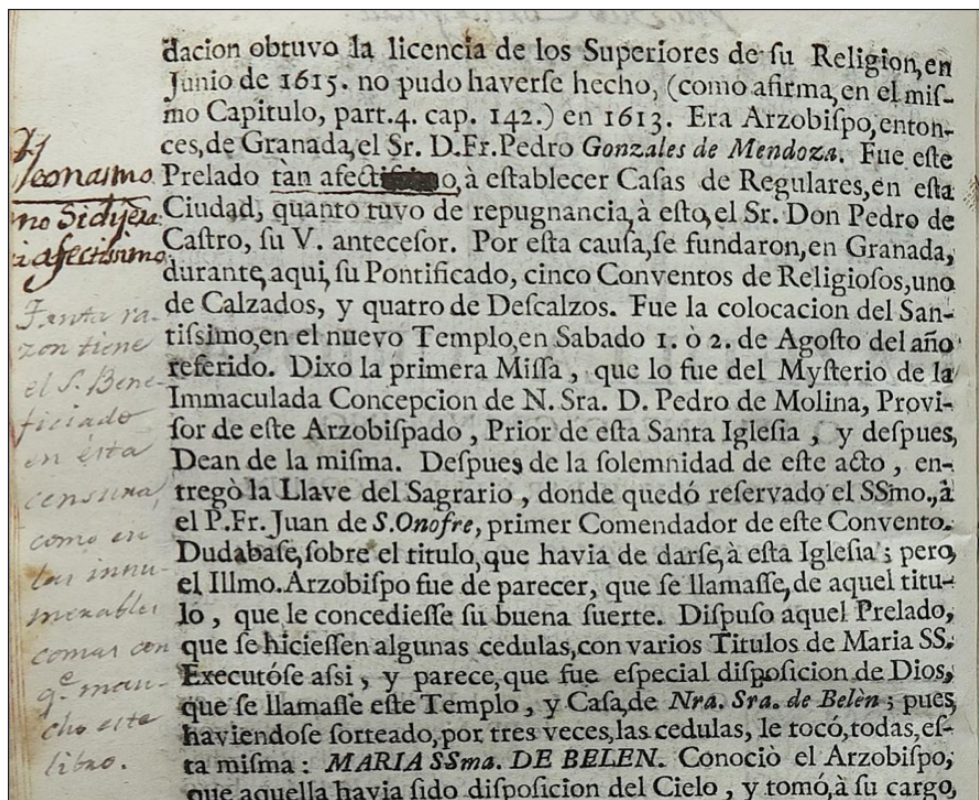 dacion obtuvo la licencia de los Superiores de ſu Religion, en
Junio de 1615. no pudo haverſe hecho, (como afirma, en el miſ-
mo Capitulo, part.4. cap. 142.) en 1613. Era Arzobiſpo, enton-
ces, de Granada, el Sr. D. Fr. Pedro Gonzales de Mendoza. Fue eſte
Prelado tàn afecti o, à eſtablecer Caſas de Regulares, en eſta
Ciudad, quanto tuvo de repugnancia, à eſto, el Sr. Don Pedro de
Caſtro, ſu V. anteceſor. Por eſta cauſa, ſe fundaron, en Granada,
durante, aqui, ſu Pontificado, cinco Conventos de Religioſos, uno
de Calzados, y quatro de Deſcalzos. Fue la colocacion del San-
tiſsimo, en el nuevo Templo, en Sabado 1. ò 2. de Agoſto del año
referido. Dixo la primera Miſſa, que lo fue del Myſterio de la
Immaculada Concepcion de N. Sra. D. Pedro de Molina, Provi-
ſor de eſte Arzobiſpado, Prior de eſta Santa Igleſia, y deſpues,
Dean de la miſma. Deſpues de la ſolemnidad de eſte acto, en-
tregò la Llave del Sagrario, donde quedó reſervado el SSmo., à
el P. Fr. Juan de S. Onofre, primer Comendador de eſte Convento.
Dudabaſe, ſobre el titulo, que havia de darſe, à eſta Igleſia; pero,
el Illmo. Arzobiſpo fue de parecer, que ſe llamaſſe, de aquel titu-
lo, que le concedieſſe ſu buena ſuerte. Diſpuſo aquel Prelado,
que ſe hicieſſen algunas cedulas, con varios Titulos de Maria SS.
Executóſe aſsi, y parece, que fue eſpecial diſpoſicion de Dios,
que ſe llamaſſe eſte Templo, y Caſa, de Nra. Sra. de Belèn; pues,
haviendoſe ſorteado, por tres veces, las cedulas, le tocó, todas, eſ-
ta miſma: MARIA SSma. DE BELEN. Conociò el Arzobiſpo,
que aquella havia ſido diſpoſicion del Cielo, y tomó, à ſu cargo,
leonasmo
no si dijera
afectissimo
Tanta ra-
zon tiene
el S. Bene-
ficiado
en ésta
censura,
como en
las innu-
merables
comas con
qe. man-
cho este
libro.